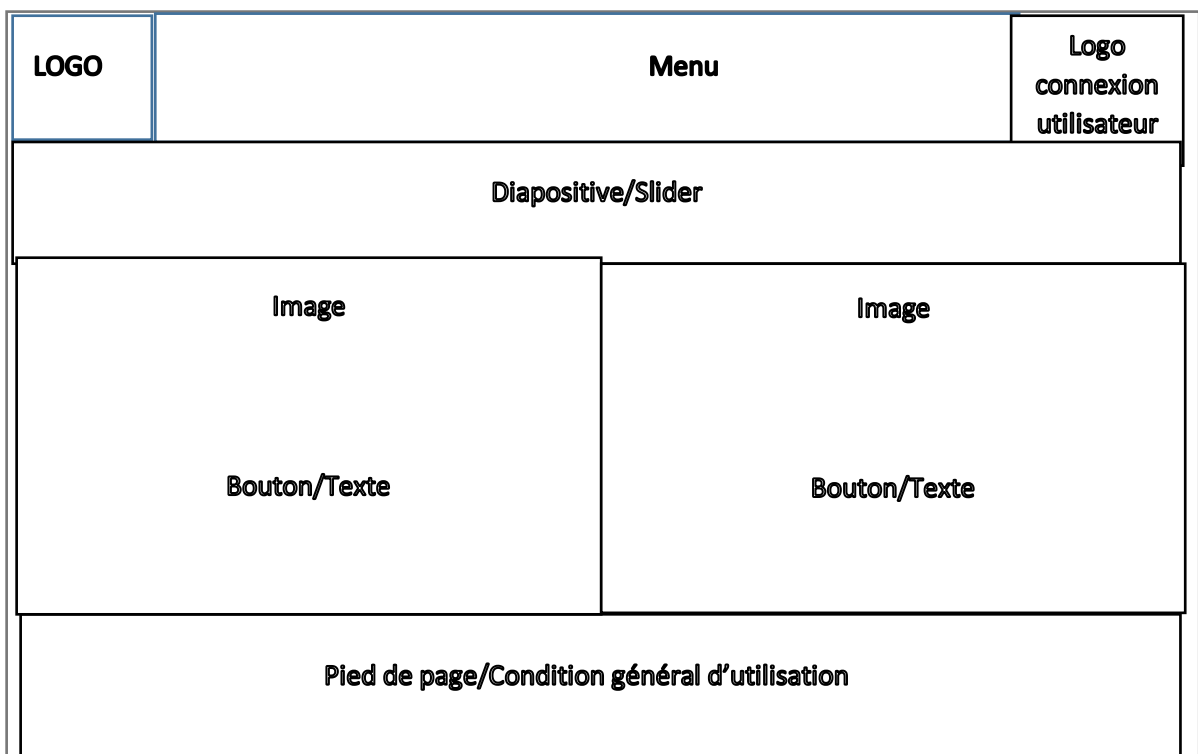 LOGO
Menu
Logo
connexion
utilisateur
Diapositive/Slider
Image
Bouton/Texte
Image
Bouton/Texte
Pied de page/Condition général d’utilisation